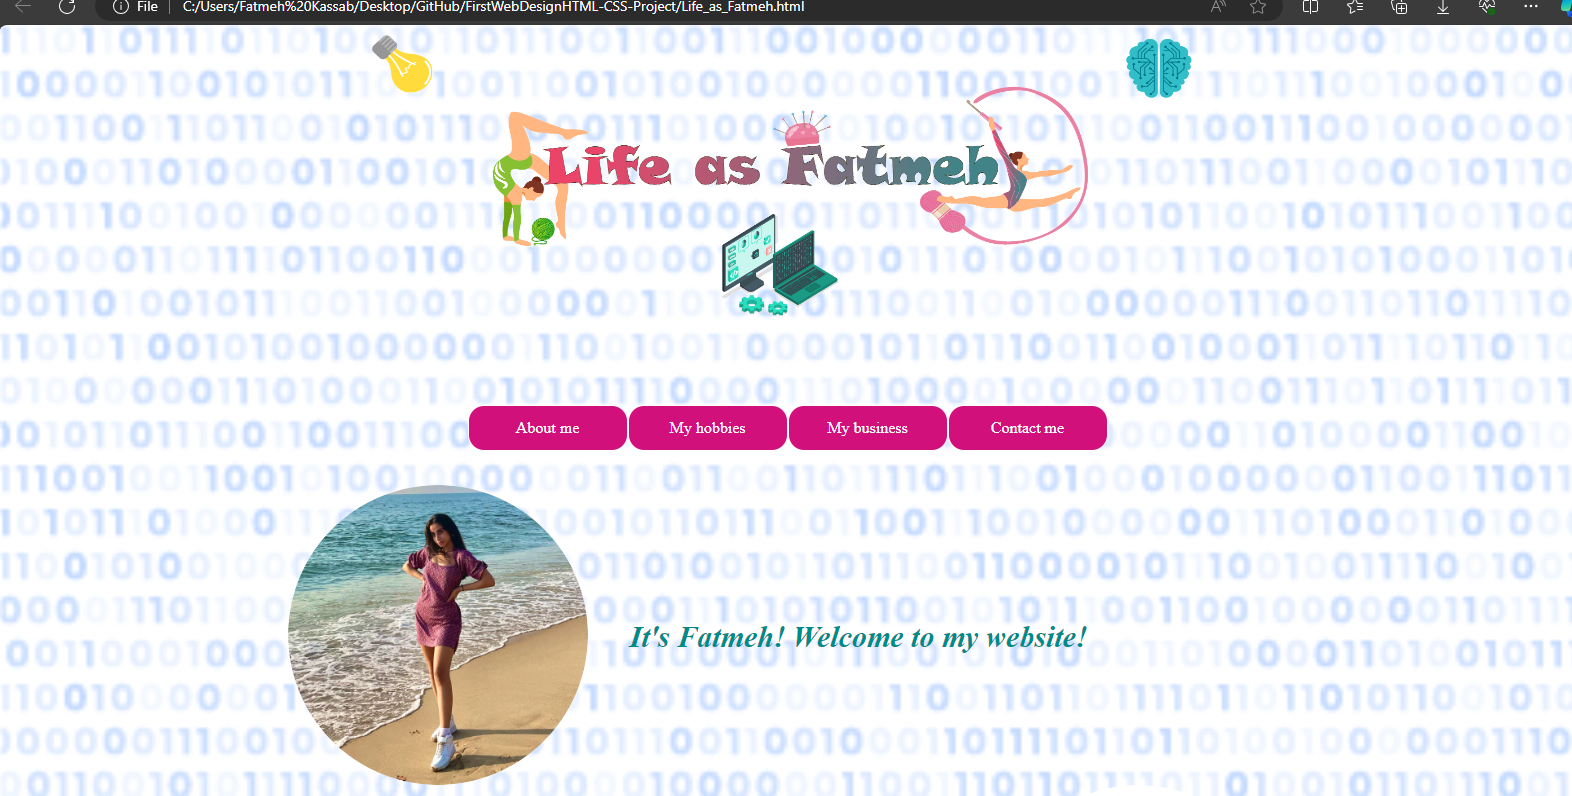 File C:/Users/Fatmeh%20Kassab/Desktop/GitHub/FirstWebDesignHTML-CSS-Project/Life_as_Fatmeh.html
Life as Fatmeh
About me My hobbies My business Contact me
It's Fatmeh! Welcome to my website!